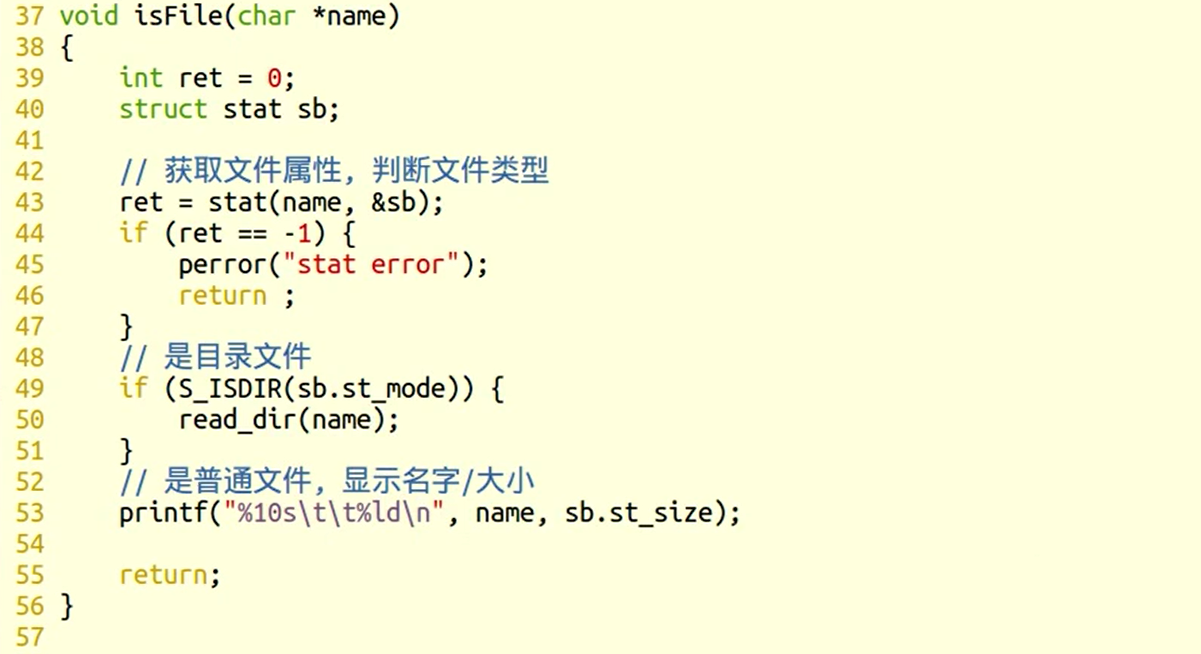 37 void isFile(char *name)
38 {
39     int ret = 0;
40     struct stat sb;
41
42     // 获取文件属性，判断文件类型
43     ret = stat(name, &sb);
44     if (ret == -1) {
45         perror("stat error");
46         return ;
47     }
48     // 是目录文件
49     if (S_ISDIR(sb.st_mode)) {
50         read_dir(name);
51     }
52     // 是普通文件，显示名字/大小
53     printf("%10s\t\t%ld\n", name, sb.st_size);
54
55     return;
56 }
57